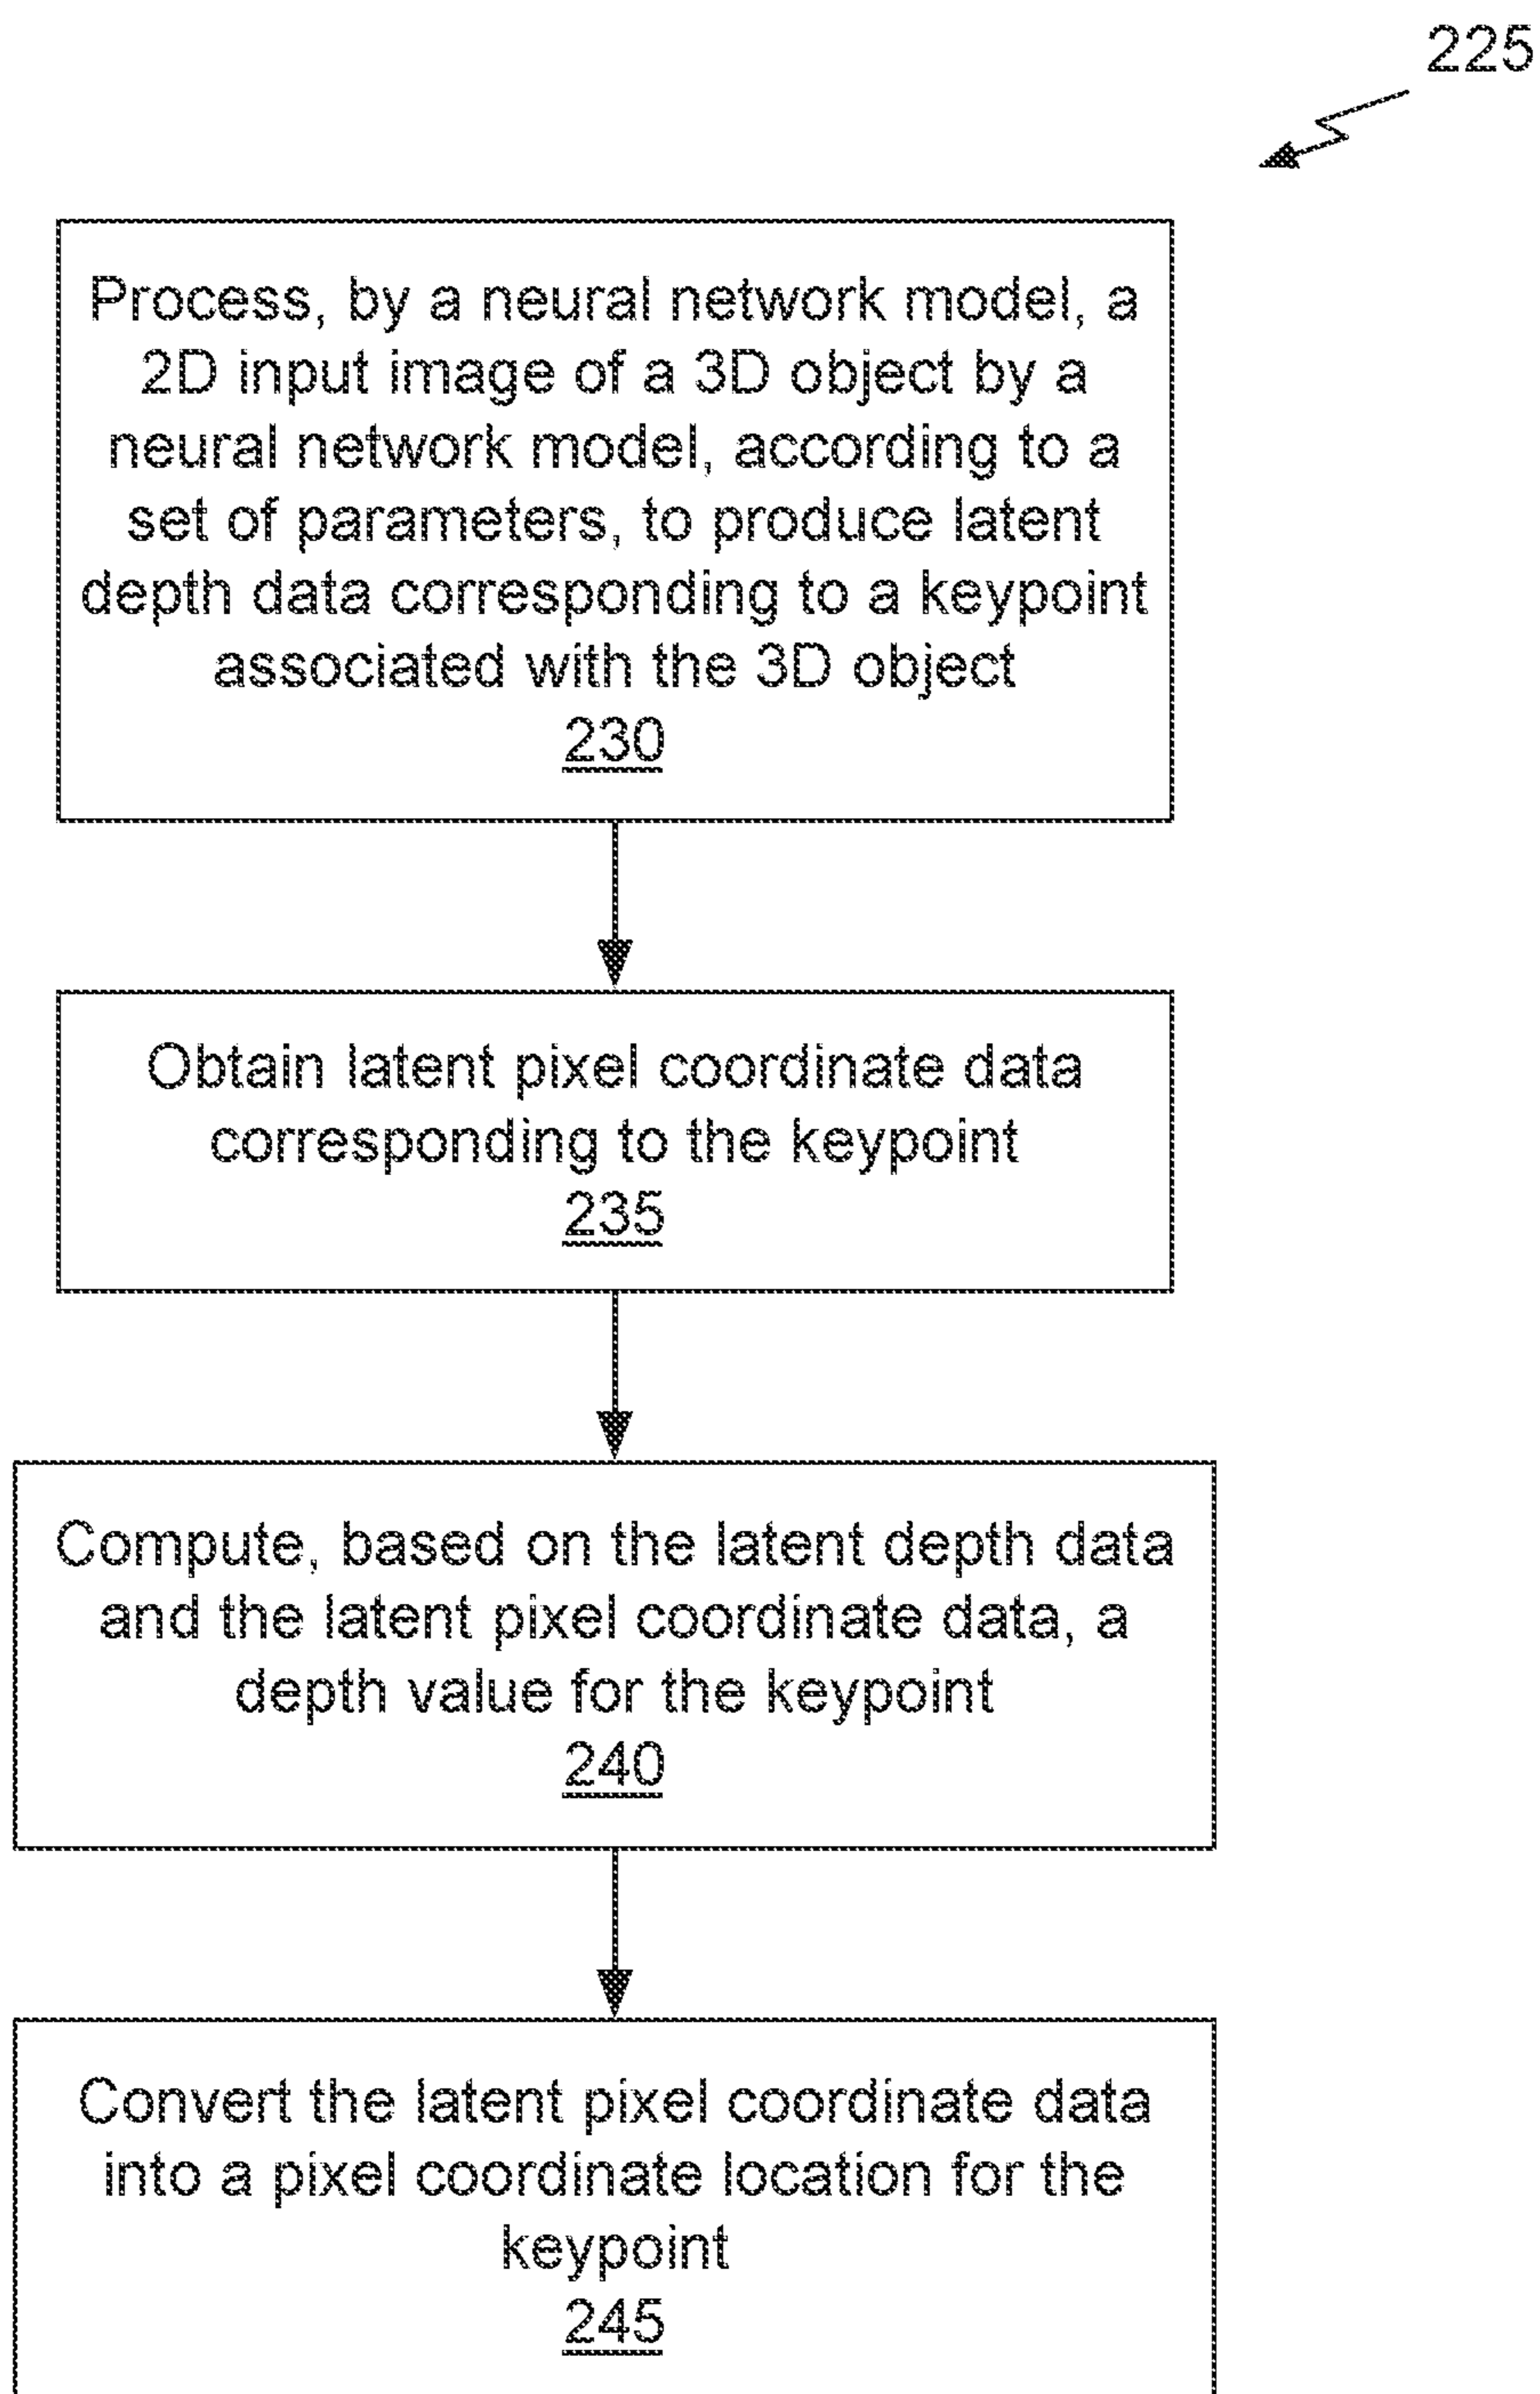 225
Process, by a neural network model, a
2D input image of a 3D object by a
neural network model, according to a
set of parameters, to produce latent
depth data corresponding to a keypoint
associated with the 3D object
230
Obtain latent pixel coordinate data
corresponding to the keypoint
235
Compute, based on the latent depth data
and the latent pixel coordinate data, a
depth value for the keypoint
240
Convert the latent pixel coordinate data
into a pixel coordinate location for the
keypoint
245